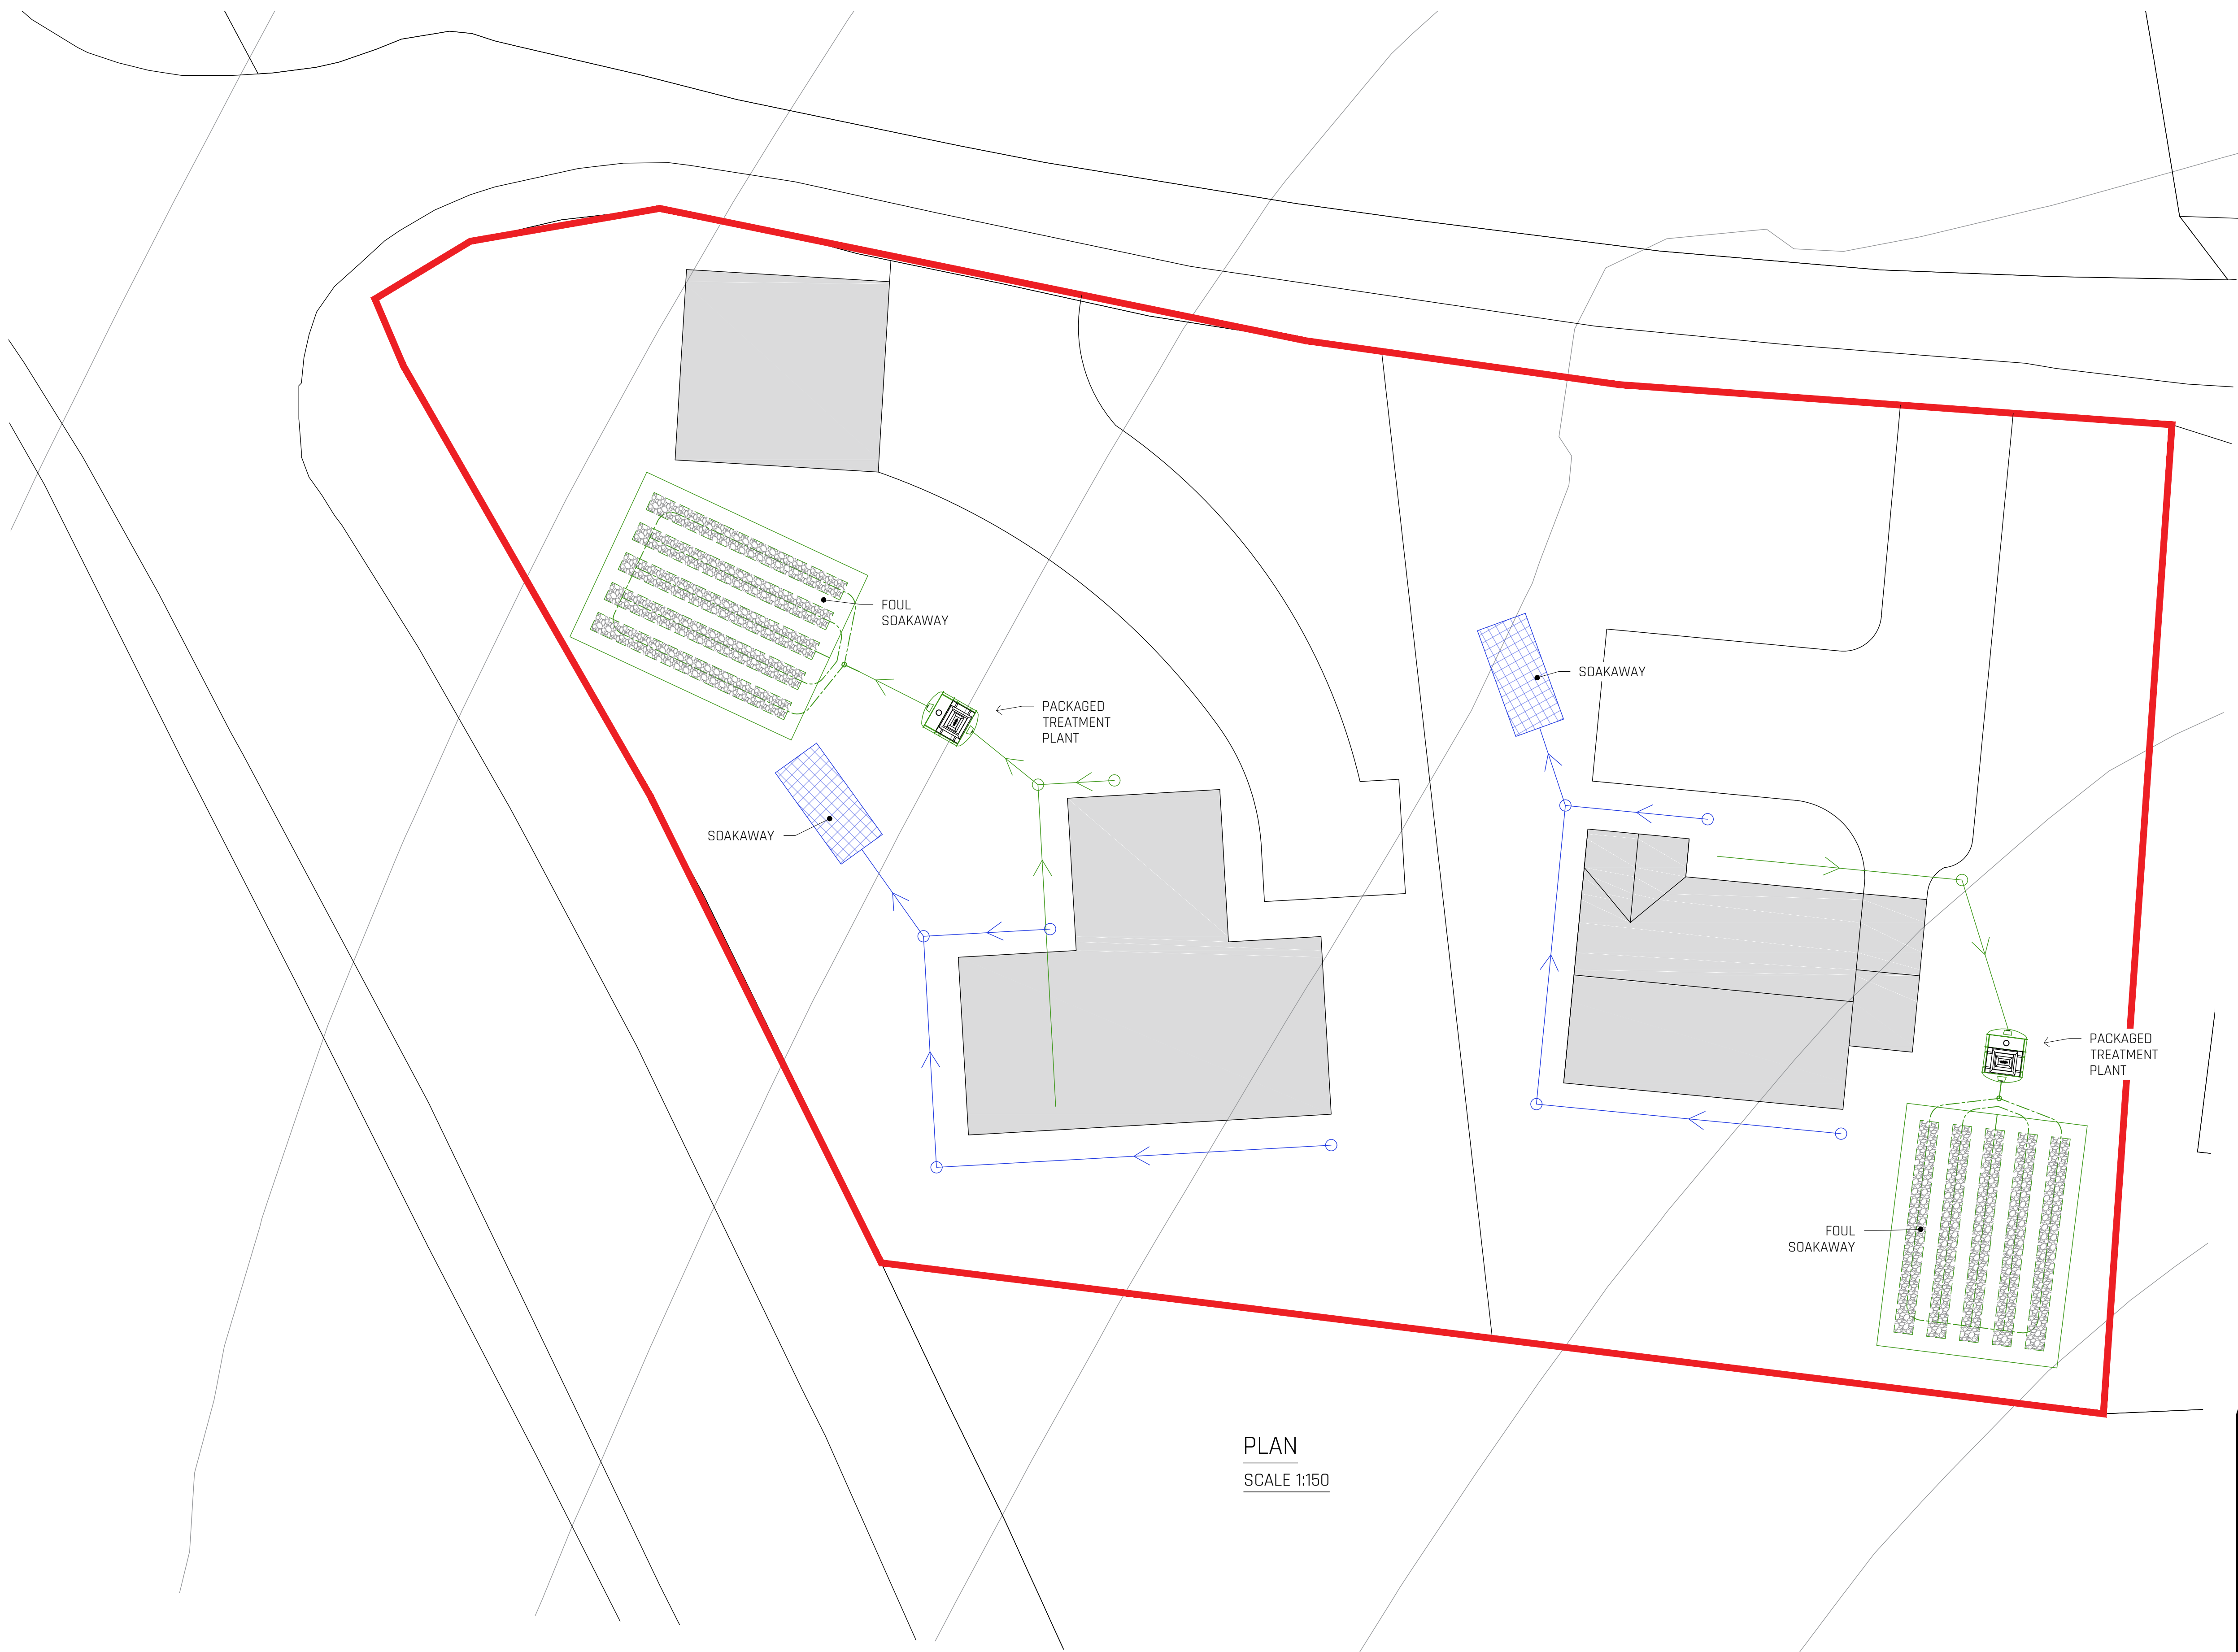 FOUL
SOAKAWAY
SOAKAWAY
PACKAGED
TREATMENT
PLANT
SOAKAWAY
PACKAGED
TREATMENT
PLANT
FOUL
SOAKAWAY
PLAN
SCALE 1:150